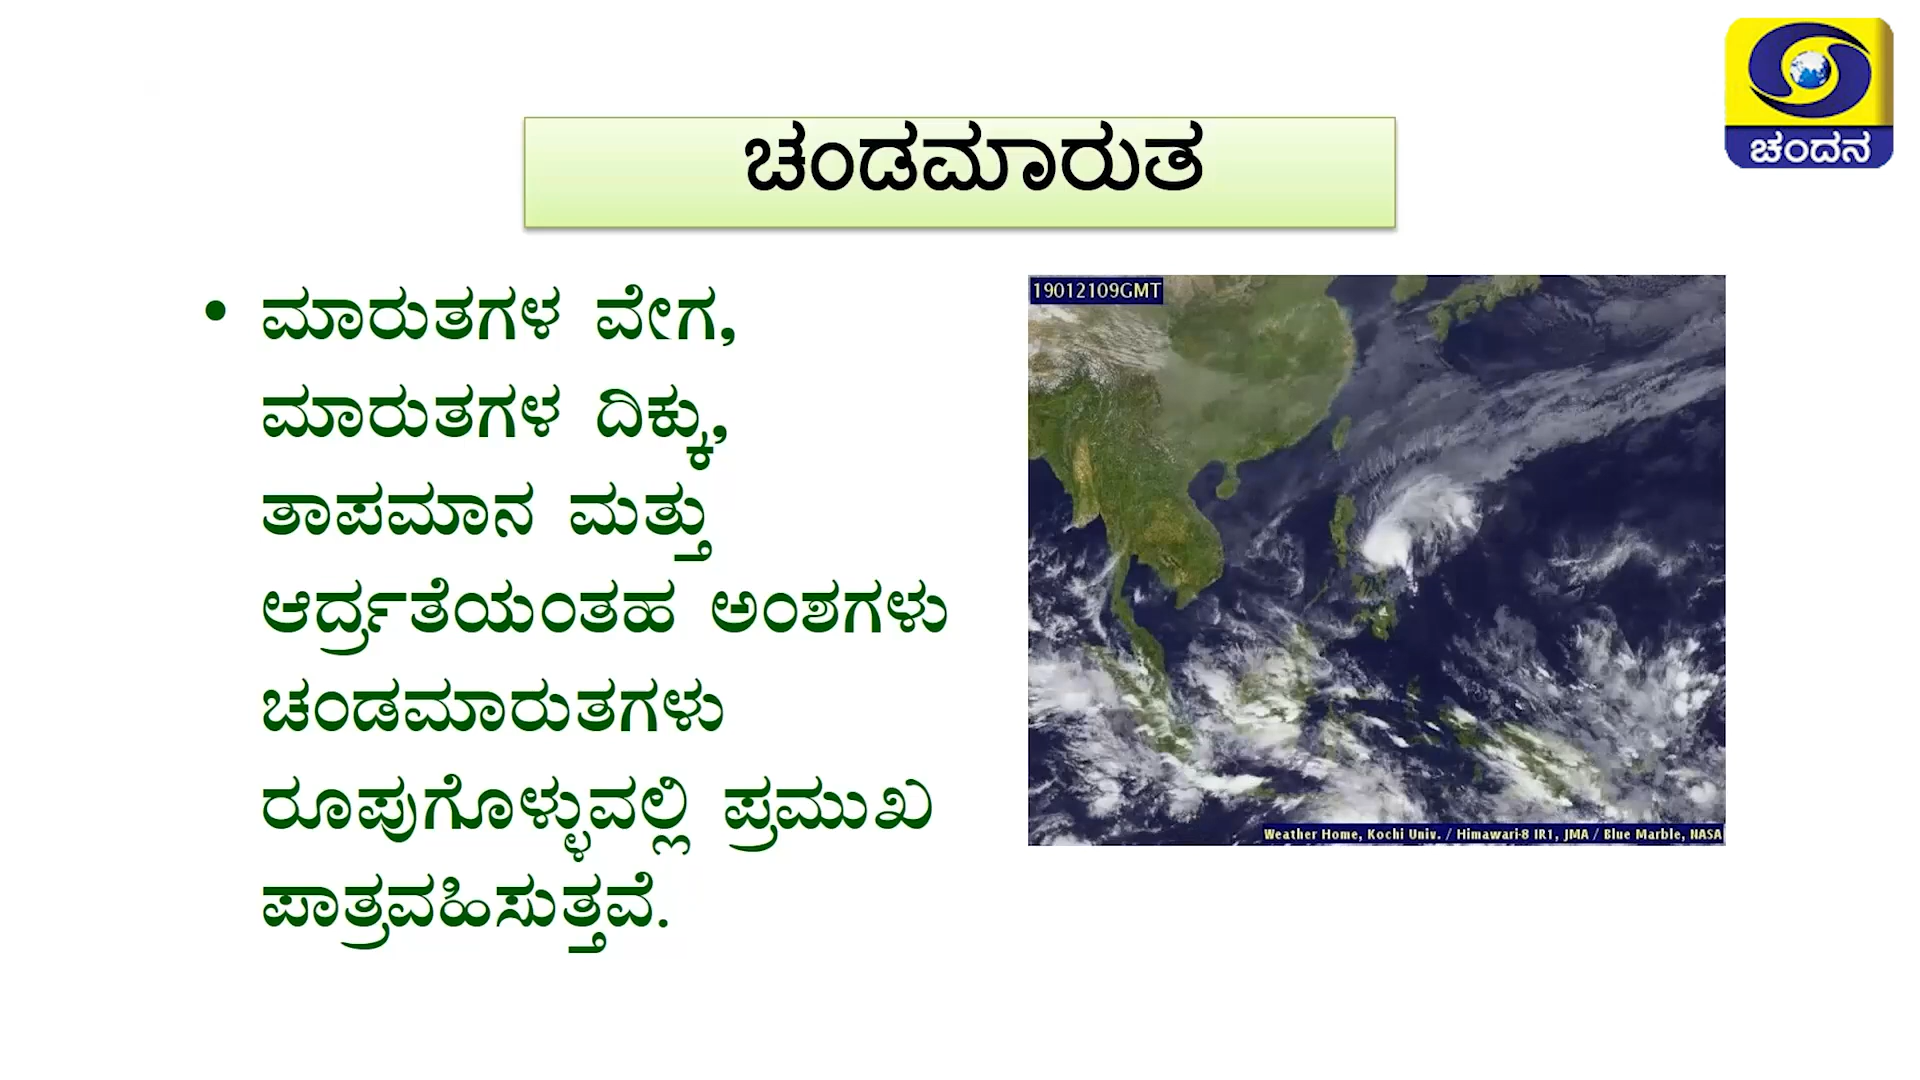 ಚಂದನ
ಚಂಡಮಾರುತ
• ಮಾರುತಗಳ ವೇಗ,
ಮಾರುತಗಳ ದಿಕ್ಕು,
ತಾಪಮಾನ ಮತ್ತು
ಆರ್ದ್ರತೆಯಂತಹ ಅಂಶಗಳು
ಚಂಡಮಾರುತಗಳು
ರೂಪುಗೊಳ್ಳುವಲ್ಲಿ ಪ್ರಮುಖ
ಪಾತ್ರವಹಿಸುತ್ತವೆ.
19012109GMT
Weather Home, Kochi Univ. / Himawari-8 IR1, JMA / Blue Marble, NASA